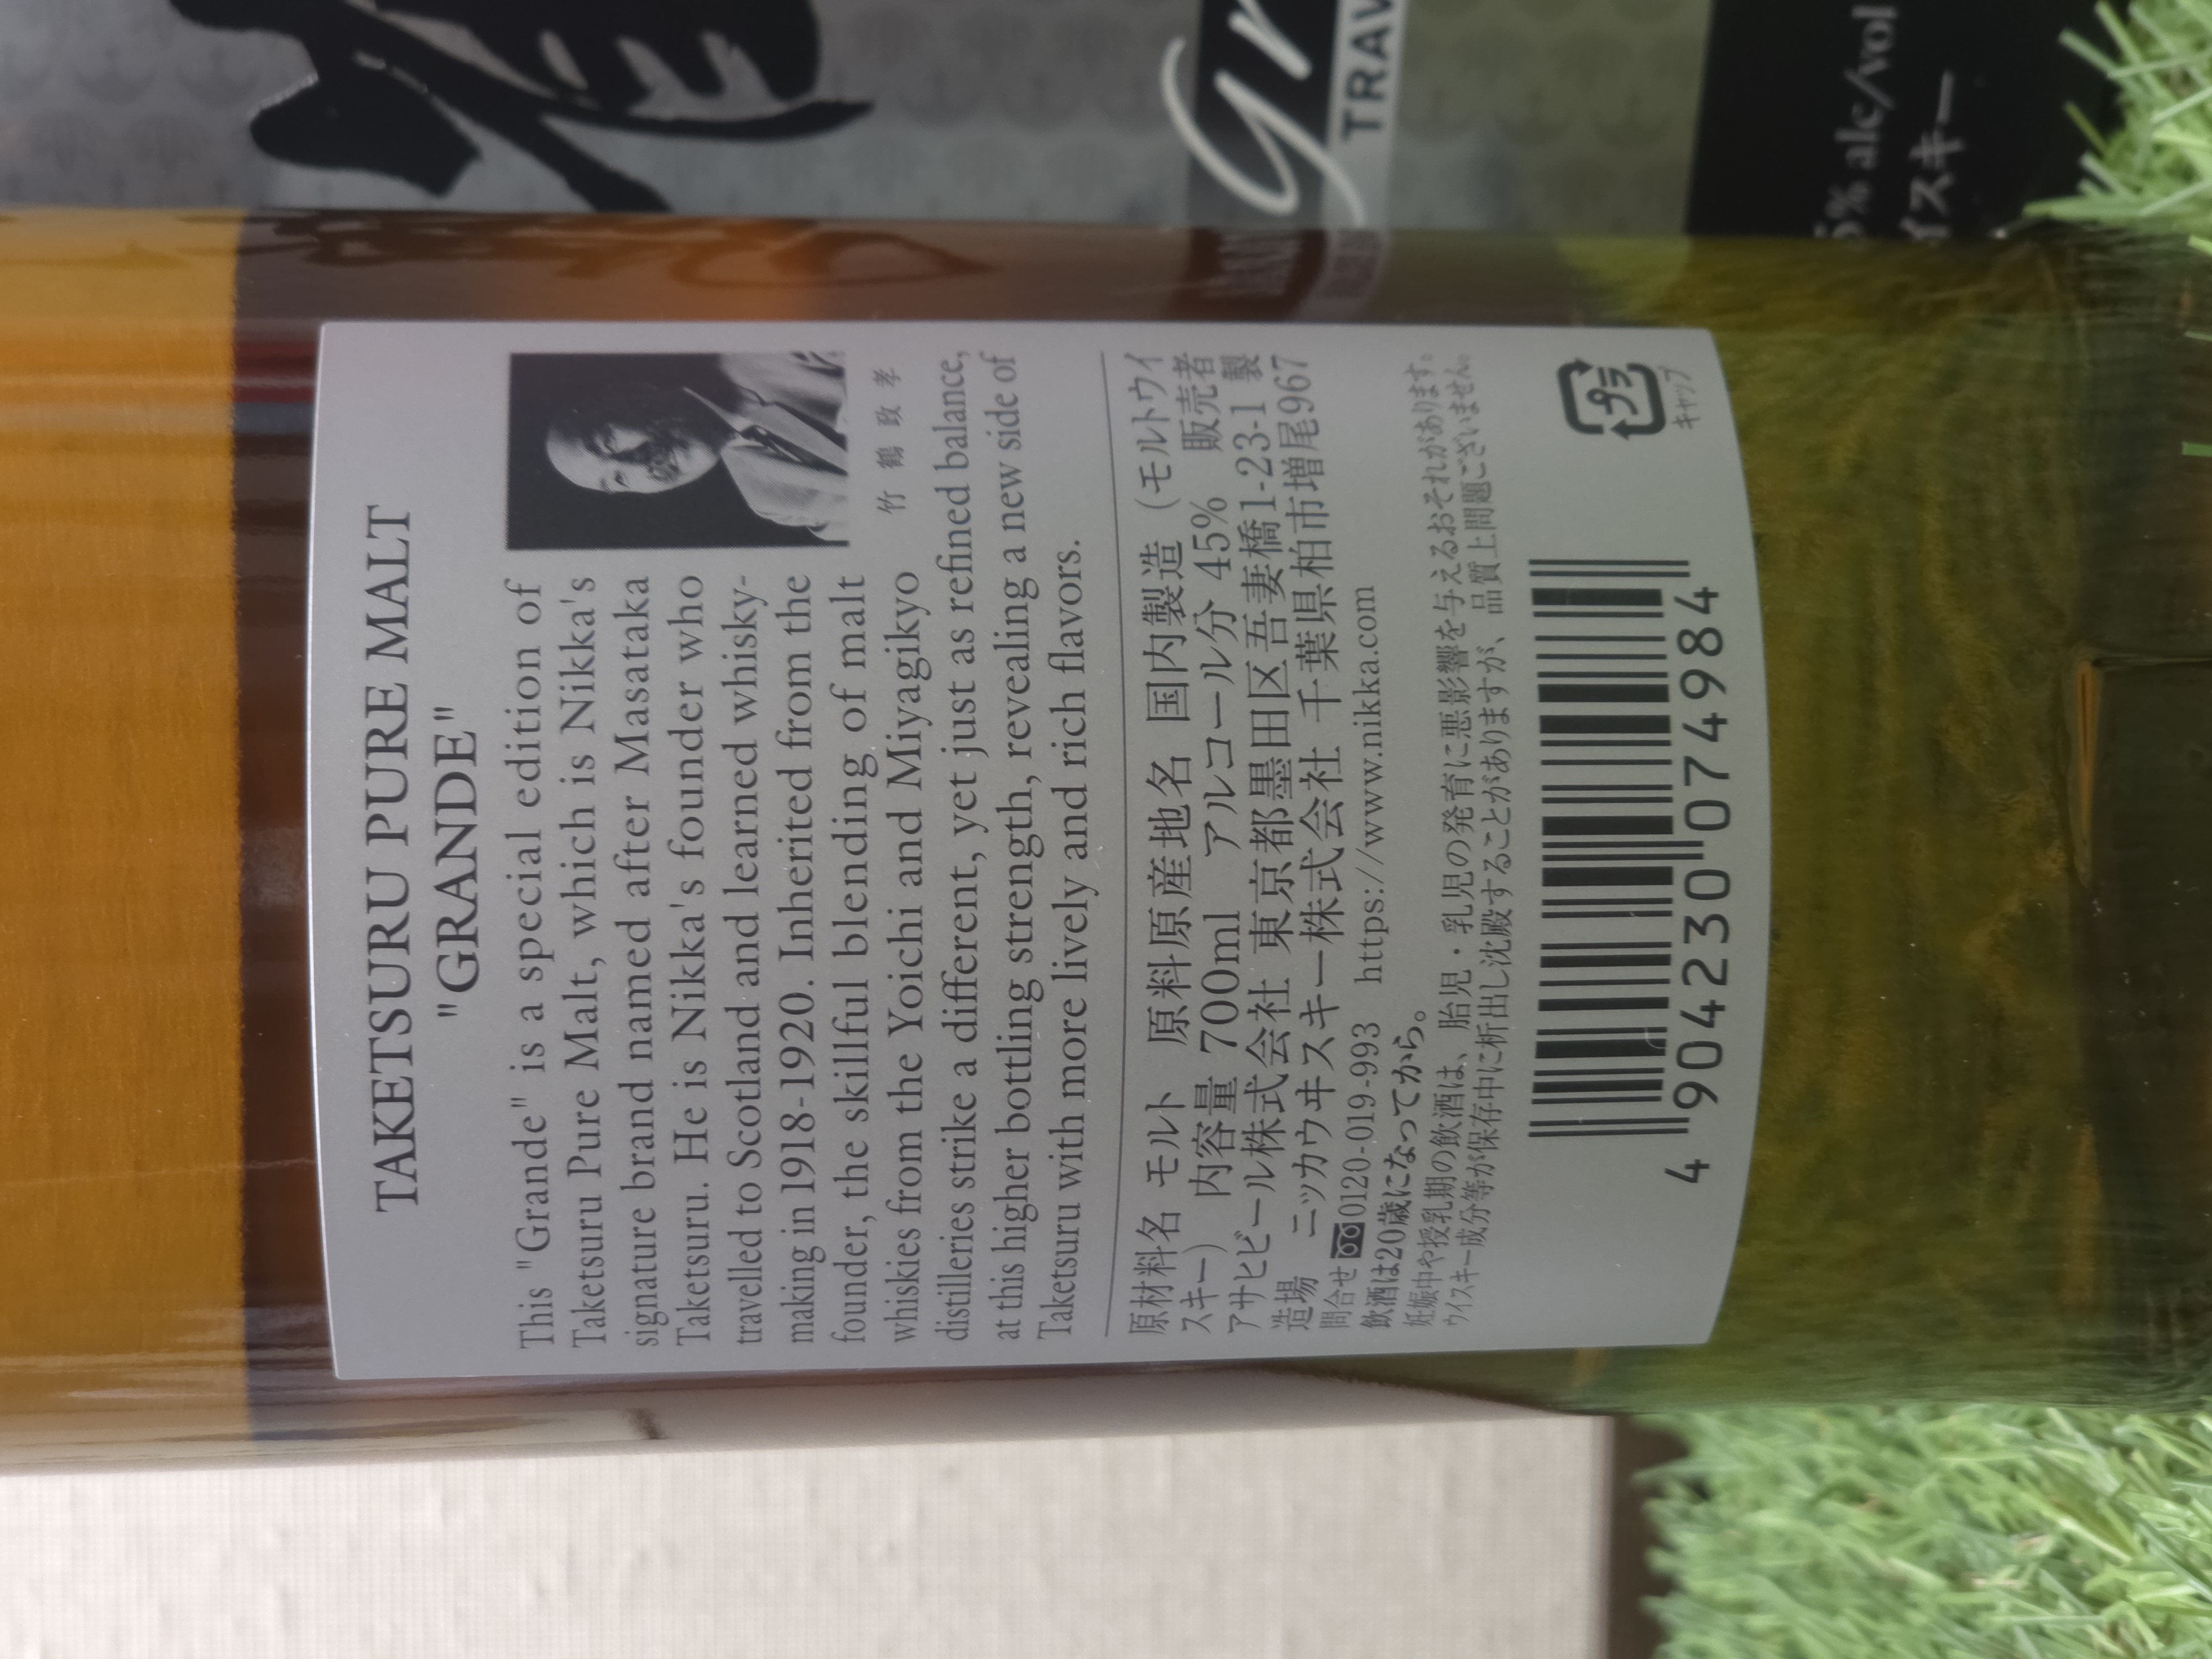 TAKETSURU PURE MALT
"GRANDE"
This "Grande" is a special edition of
Taketsuru Pure Malt, which is Nikka's
signature brand named after Masataka
Taketsuru. He is Nikka's founder who
travelled to Scotland and learned whisky-
making in 1918-1920. Inherited from the
founder, the skillful blending of malt
whiskies from the Yoichi and Miyagikyo
distilleries strike a different, yet just as refined balance,
at this higher bottling strength, revealing a new side of
Taketsuru with more lively and rich flavors.
竹鶴政孝
原材料名 モルト 原料原産地名 国内製造 (モルトウイ
スキー) 内容量 700ml アルコール分 45% 販売者
アサヒビール株式会社 東京都墨田区吾妻橋1-23-1 製
造場 ニッカウヰスキー株式会社 千葉県柏市増尾967
問合せ 0120-019-993 https://www.nikka.com
飲酒は20歳になってから。
妊娠中や授乳期の飲酒は、胎児・乳児の発育に悪影響を与えるおそれがあります。
ウイスキー成分等が保存中に析出し沈殿することがありますが、品質上問題ございません。
プラ
キャップ
4 904230 074984
gr
TRAV
5% alc/vol
イスキー